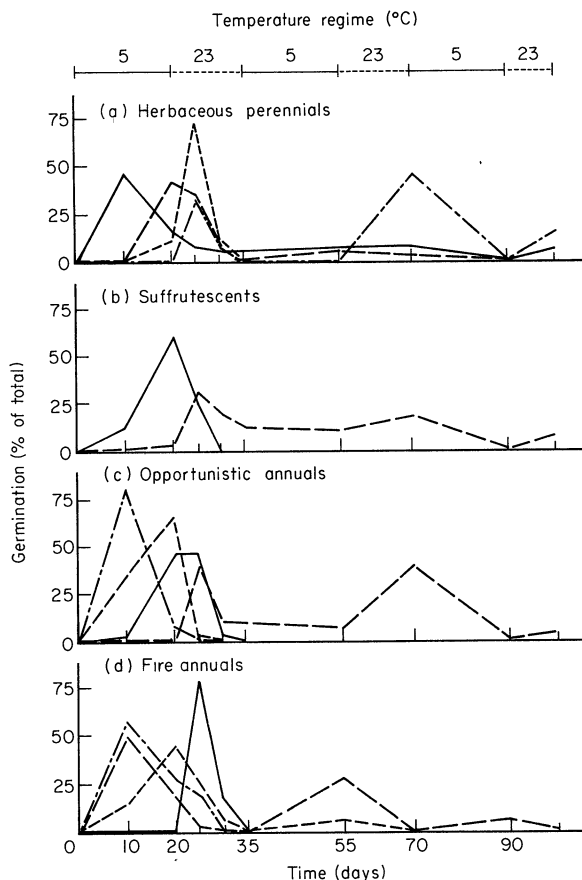 Temperature regime (°C)
5 23 5 23 5 23
(a) Herbaceous perennials
75
50
25
0
(b) Suffrutescents
75
50
25
0
(c) Opportunistic annuals
75
50
25
0
(d) Fire annuals
75
50
25
0 10 20 35 55 70 90
Time (days)
Germination (% of total)